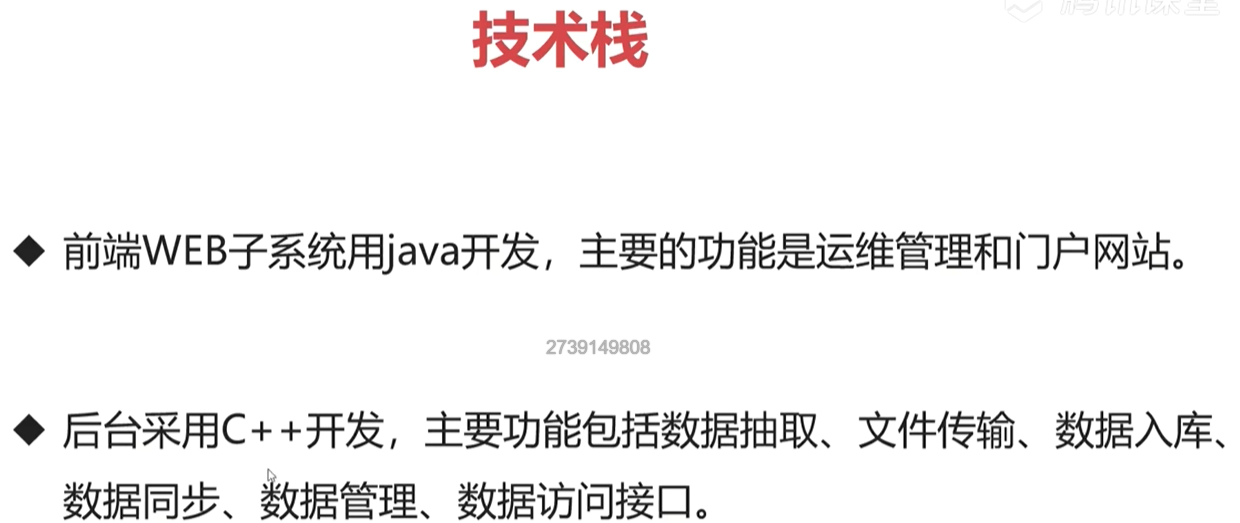 腾讯课堂
技术栈
◆ 前端WEB子系统用java开发，主要的功能是运维管理和门户网站。
2739149808
◆ 后台采用C++开发，主要功能包括数据抽取、文件传输、数据入库、
数据同步、数据管理、数据访问接口。